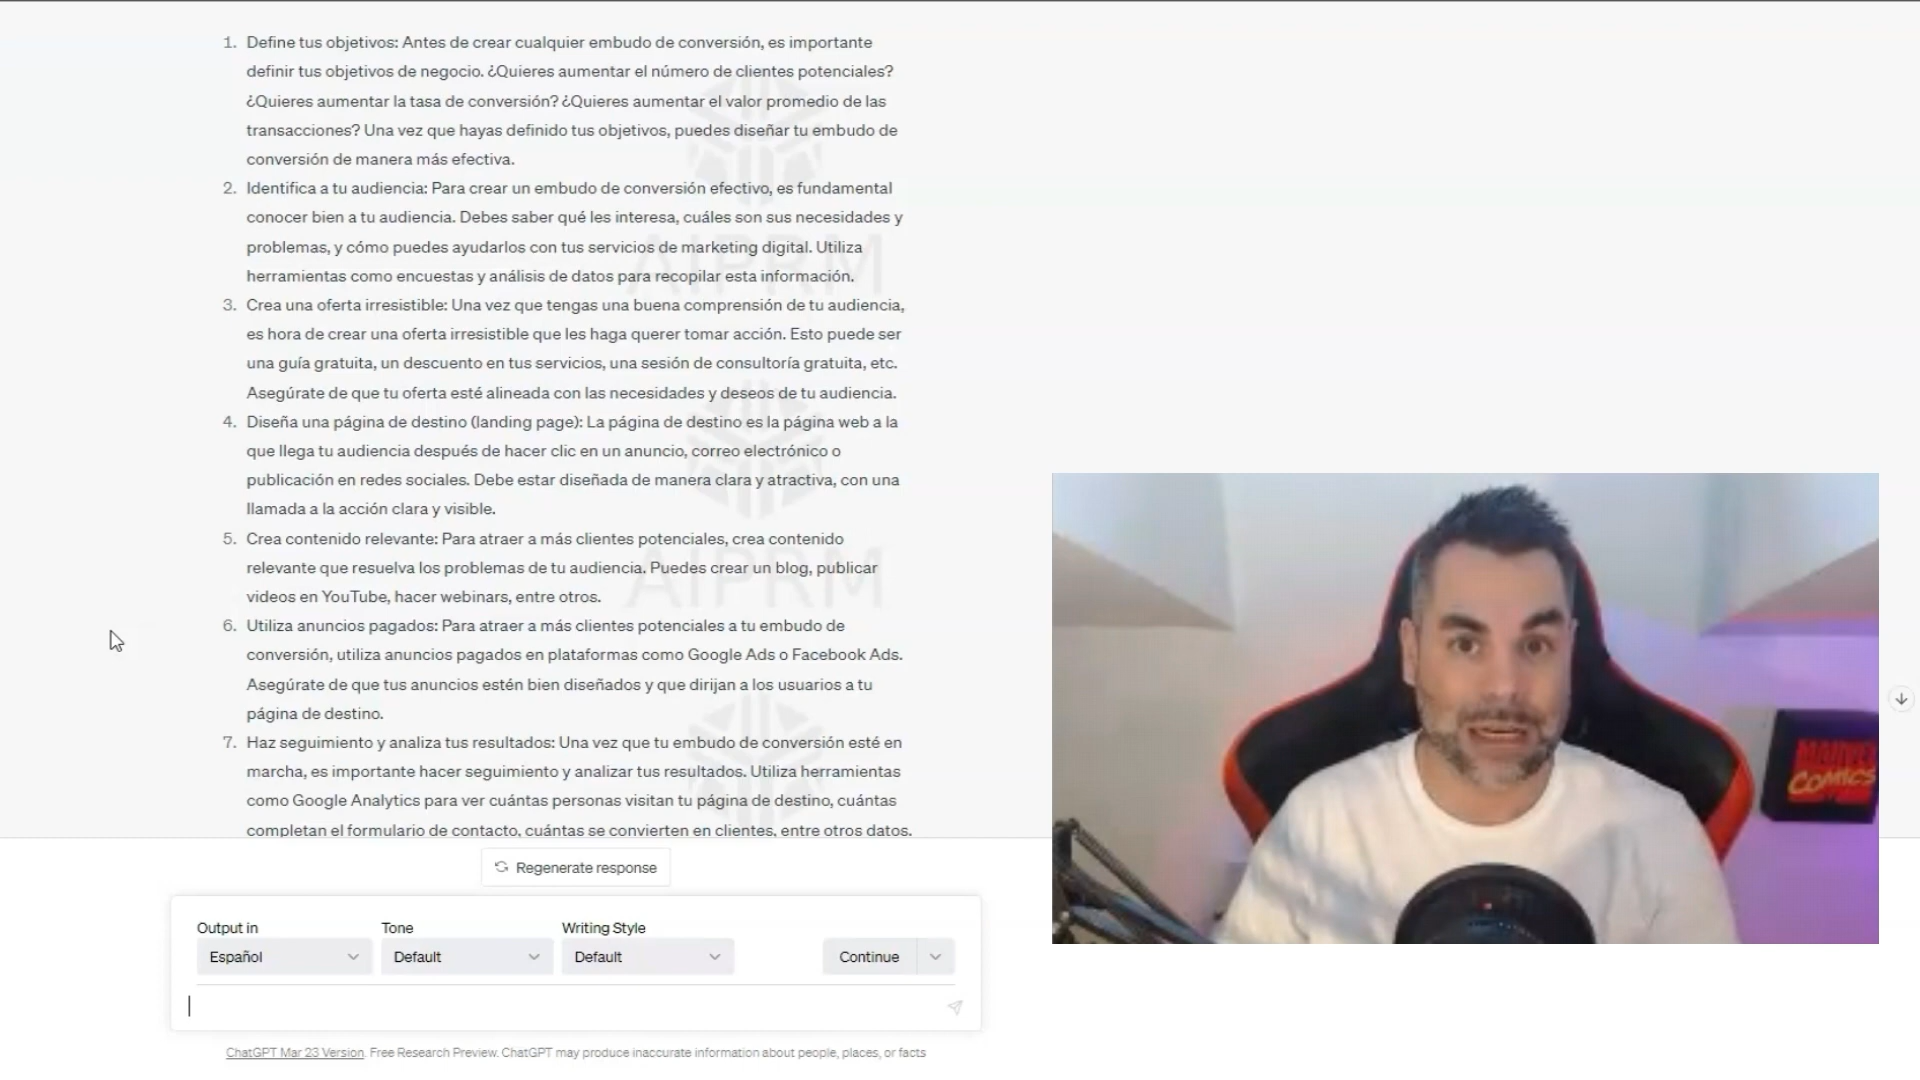 1. Define tus objetivos: Antes de crear cualquier embudo de conversión, es importante
definir tus objetivos de negocio. ¿Quieres aumentar el número de clientes potenciales?
¿Quieres aumentar la tasa de conversión? ¿Quieres aumentar el valor promedio de las
transacciones? Una vez que hayas definido tus objetivos, puedes diseñar tu embudo de
conversión de manera más efectiva.
2. Identifica a tu audiencia: Para crear un embudo de conversión efectivo, es fundamental
conocer bien a tu audiencia. Debes saber qué les interesa, cuáles son sus necesidades y
problemas, y cómo puedes ayudarlos con tus servicios de marketing digital. Utiliza
herramientas como encuestas y análisis de datos para recopilar esta información.
AIPRM
3. Crea una oferta irresistible: Una vez que tengas una buena comprensión de tu audiencia,
es hora de crear una oferta irresistible que les haga querer tomar acción. Esto puede ser
una guía gratuita, un descuento en tus servicios, una sesión de consultoría gratuita, etc.
Asegúrate de que tu oferta esté alineada con las necesidades y deseos de tu audiencia.
4. Diseña una página de destino (landing page): La página de destino es la página web a la
que llega tu audiencia después de hacer clic en un anuncio, correo electrónico o
publicación en redes sociales. Debe estar diseñada de manera clara y atractiva, con una
llamada a la acción clara y visible.
5. Crea contenido relevante: Para atraer a más clientes potenciales, crea contenido
relevante que resuelva los problemas de tu audiencia. Puedes crear un blog, publicar
videos en YouTube, hacer webinars, entre otros.
AIPRM
6. Utiliza anuncios pagados: Para atraer a más clientes potenciales a tu embudo de
conversión, utiliza anuncios pagados en plataformas como Google Ads o Facebook Ads.
Asegúrate de que tus anuncios estén bien diseñados y que dirijan a los usuarios a tu
página de destino.
7. Haz seguimiento y analiza tus resultados: Una vez que tu embudo de conversión esté en
marcha, es importante hacer seguimiento y analizar tus resultados. Utiliza herramientas
como Google Analytics para ver cuántas personas visitan tu página de destino, cuántas
completan el formulario de contacto, cuántas se convierten en clientes, entre otros datos.
MARVEL
COMICS
Regenerate response
Output in Tone Writing Style
Español Default Default Continue
ChatGPT Mar 23 Version. Free Research Preview. ChatGPT may produce inaccurate information about people, places, or facts